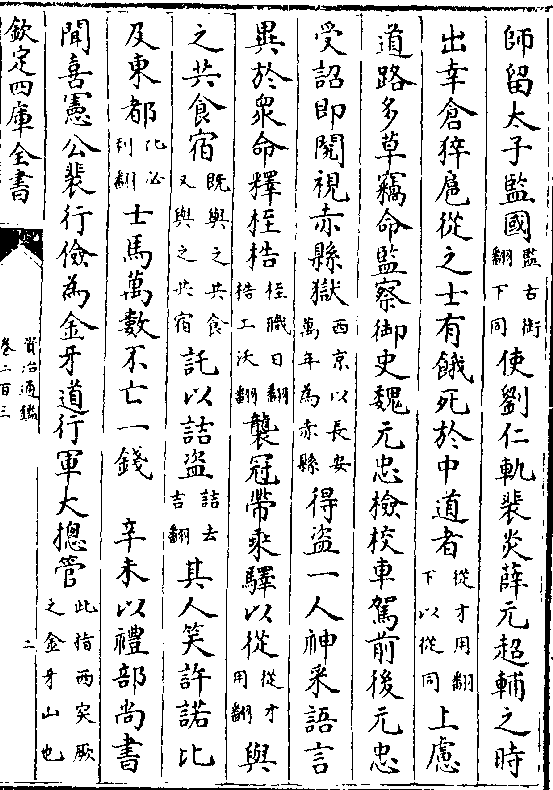 師留太子監國監古銜翻下同使劉仁軌裴炎薛元超輔之時
出幸倉猝扈從之士有餓死於中道者從才用翻下以從同上慮
道路多草竊命監察御史魏元忠檢校車駕前後元忠
受詔即閱視赤縣獄西京以長安萬年為赤縣得盜一人神采語言
異於衆命釋桎梏桎職日翻梏工沃翻襲冠帶乘驛以從從才用翻與
之共食宿既與之共食又與之共宿託以詰盜詰去吉翻其人笑許諾比
及東都比必利翻士馬萬數不亡一錢　辛未以禮部尚書
聞喜憲公裴行儉為金牙道行軍大總管此指西突厥之金牙山也
欽定四庫全書
資治通鑑
卷二百三
二